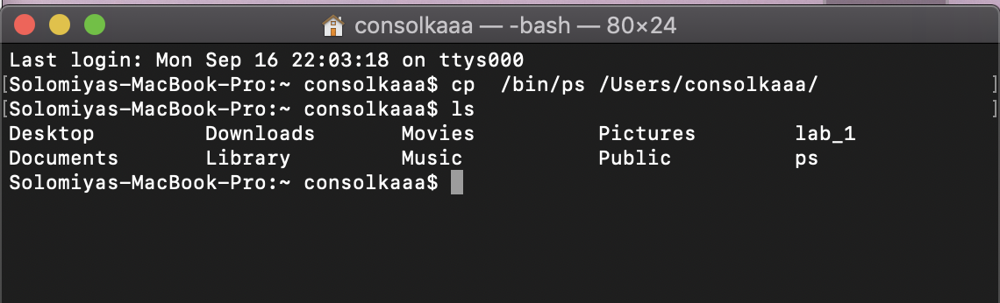 consolkaaa — -bash — 80×24
Last login: Mon Sep 16 22:03:18 on ttys000
[Solomiyas-MacBook-Pro:~ consolkaaa$ cp  /bin/ps /Users/consolkaaa/ ]
[Solomiyas-MacBook-Pro:~ consolkaaa$ ls ]
Desktop Downloads Movies Pictures lab_1
Documents Library Music Public ps
Solomiyas-MacBook-Pro:~ consolkaaa$